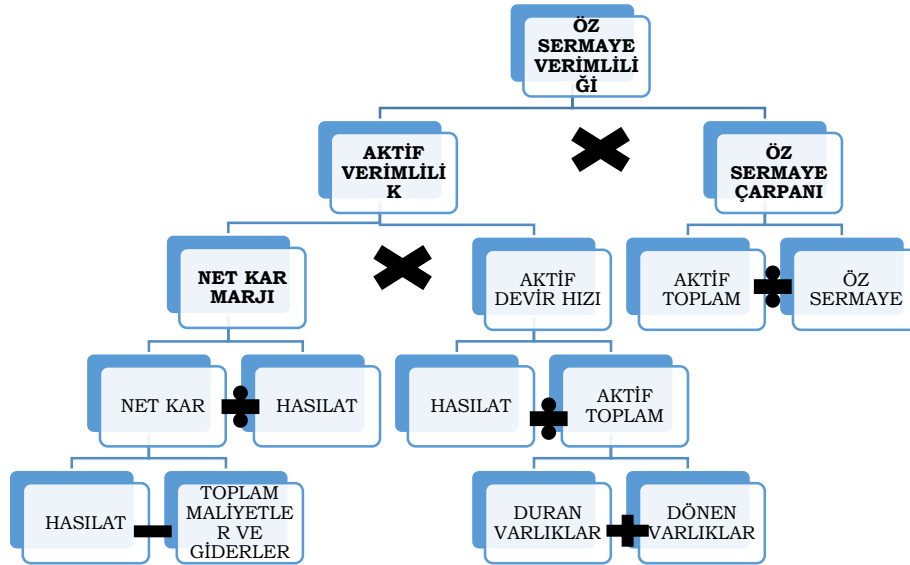 ÖZ
SERMAYE
VERİMLİLİ
Ğİ
AKTİF
VERİMLİLİ
K
ÖZ
SERMAYE
ÇARPANI
NET KAR
MARJI
AKTİF
DEVİR HIZI
AKTİF
TOPLAM
ÖZ
SERMAYE
NET KAR
HASILAT
HASILAT
AKTİF
TOPLAM
HASILAT
TOPLAM
MALİYETLE
R VE
GİDERLER
DURAN
VARLIKLAR
DÖNEN
VARLIKLAR